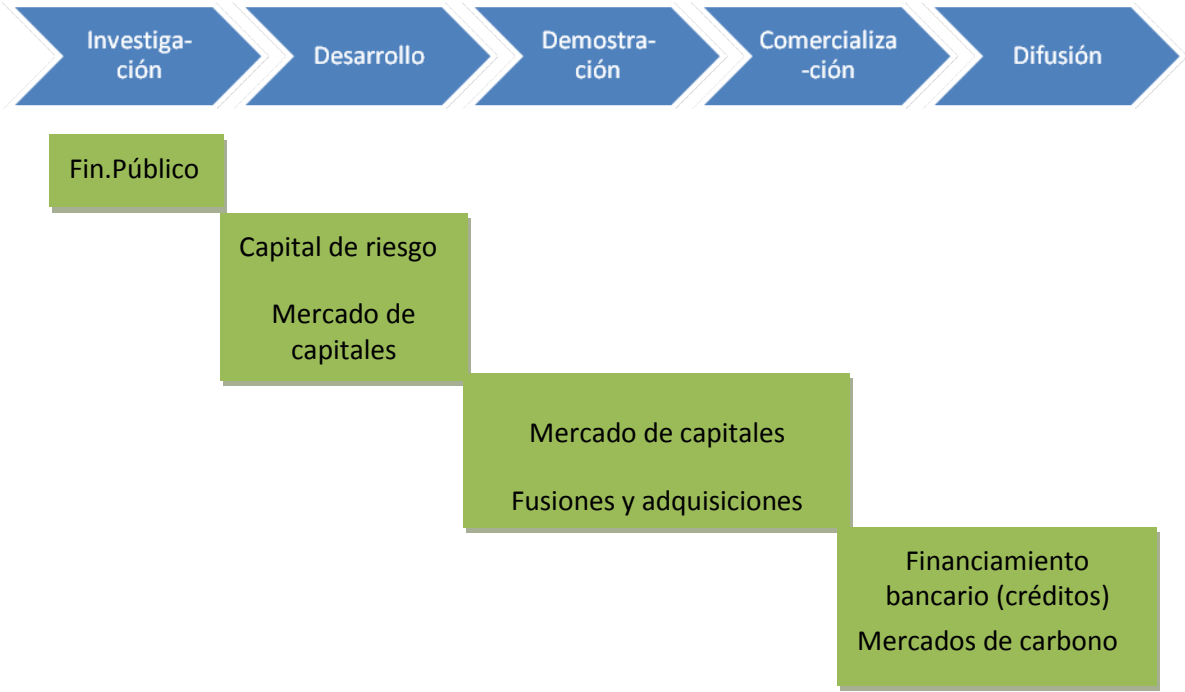 Investiga-
ción
Desarrollo
Demostra-
ción
Comercializa
-ción
Difusión
Fin.Público
Capital de riesgo
Mercado de
capitales
Mercado de capitales
Fusiones y adquisiciones
Financiamiento
bancario (créditos)
Mercados de carbono